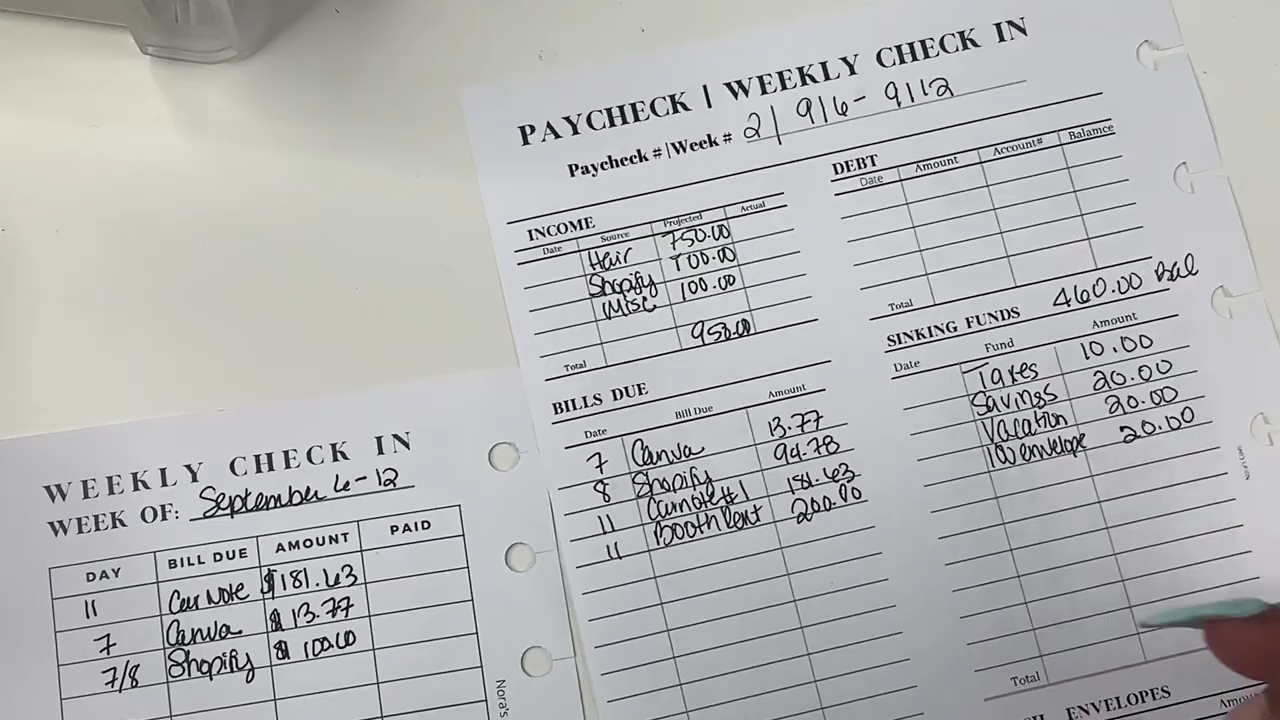 PAYCHECK | WEEKLY CHECK IN
Paycheck #|Week # 2 | 9/6 - 9/12
INCOME
Date Source Projected Actual
Hair 750.00
Shopify 100.00
Misc 100.00
950.00
Total
DEBT
Date Amount Account# Balamce
Total
BILLS DUE
Date Bill Due Amount
7 Canva 13.77
8 Shopify 94.78
11 Carnote #1 181.63
11 Booth Rent 200.00
SINKING FUNDS 460.00 Bal
Date Fund Amount
Taxes 10.00
Savings 20.00
Vacation 20.00
100 envelope 20.00
Total
ENVELOPES
WEEKLY CHECK IN
WEEK OF: September 6-12
DAY BILL DUE AMOUNT PAID
11 Car Note $181.63
7 Canva $13.77
7/8 Shopify $100.00
Nora's